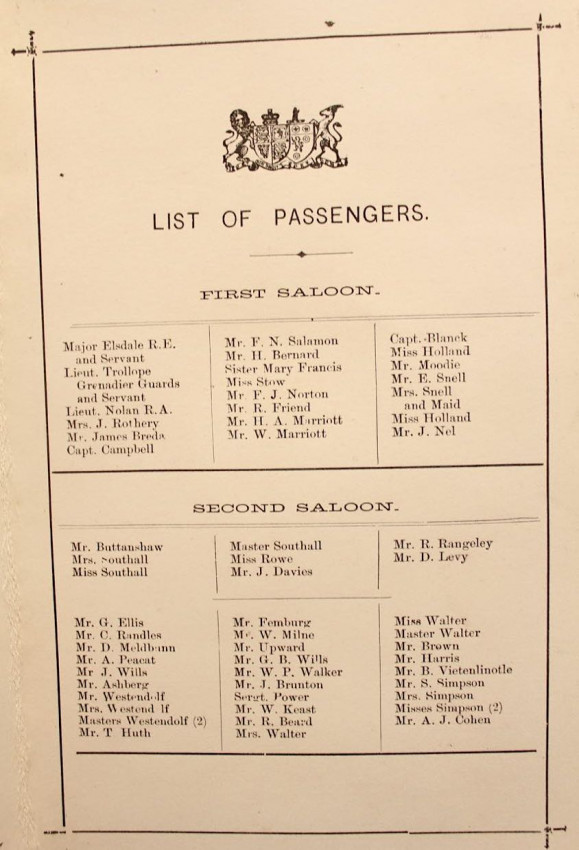 LIST OF PASSENGERS.
FIRST SALOON.
Major Elsdale R.E.
and Servant
Lieut. Trollope
Grenadier Guards
and Servant
Lieut. Nolan R.A.
Mrs. J. Rothery
Mr. James Breda
Capt. Campbell
Mr. F. N. Salamon
Mr. H. Bernard
Sister Mary Francis
Miss Stow
Mr. F. J. Norton
Mr. R. Friend
Mr. H. A. Marriott
Mr. W. Marriott
Capt. Blanck
Miss Holland
Mr. Moodie
Mr. E. Snell
Mrs. Snell
and Maid
Miss Holland
Mr. J. Nel
SECOND SALOON.
Mr. Buttanshaw
Mrs. Southall
Miss Southall
Master Southall
Miss Rowe
Mr. J. Davies
Mr. R. Rangeley
Mr. D. Levy
Mr. G. Ellis
Mr. C. Randles
Mr. D. Meldbunn
Mr. A. Peacat
Mr J. Wills
Mr. Ashberg
Mr. Westendolf
Mrs. Westend lf
Masters Westendolf (2)
Mr. T Huth
Mr. Femburg
Mr. W. Milne
Mr. Upward
Mr. G. B. Wills
Mr. W. P. Walker
Mr. J. Brunton
Sergt. Power
Mr. W. Keast
Mr. R. Beard
Mrs. Walter
Miss Walter
Master Walter
Mr. Brown
Mr. Harris
Mr. B. Vietenlinotle
Mr. S. Simpson
Mrs. Simpson
Misses Simpson (2)
Mr. A. J. Cohen